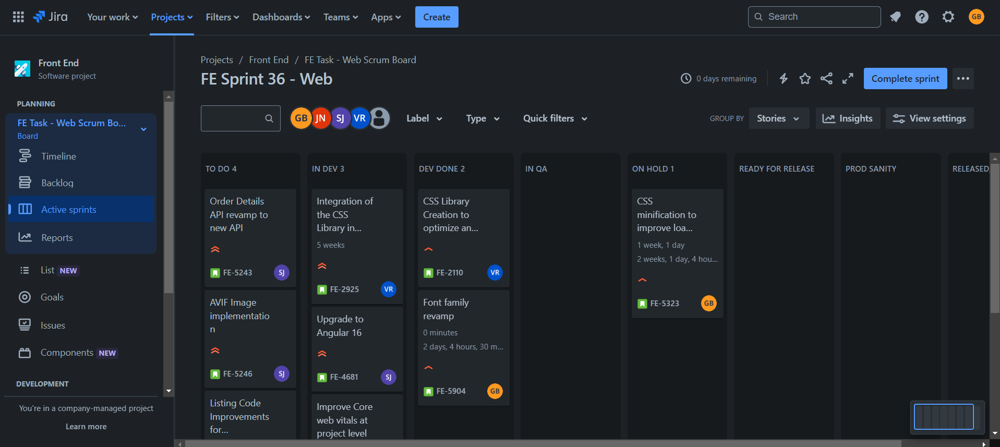 Jira
Your work
Projects
Filters
Dashboards
Teams
Apps
Create
Search
GB
Front End
Software project
PLANNING
FE Task - Web Scrum Bo...
Board
Timeline
Backlog
Active sprints
Reports
List NEW
Goals
Issues
Components NEW
DEVELOPMENT
You're in a company-managed project
Learn more
Projects / Front End / FE Task - Web Scrum Board
FE Sprint 36 - Web
0 days remaining
Complete sprint
GB JN SJ VR
Label
Type
Quick filters
GROUP BY
Stories
Insights
View settings
TO DO 4
Order Details
API revamp to
new API
FE-5243
SJ
AVIF Image
implementatio
n
FE-5246
SJ
Listing Code
Improvements
for...
IN DEV 3
Integration of
the CSS
Library in...
5 weeks
FE-2925
VR
Upgrade to
Angular 16
FE-4681
SJ
Improve Core
web vitals at
project level
DEV DONE 2
CSS Library
Creation to
optimize an...
FE-2110
VR
Font family
revamp
0 minutes
2 days, 4 hours, 30 m...
FE-5904
GB
IN QA
ON HOLD 1
CSS
minification to
improve loa...
1 week, 1 day
2 weeks, 1 day, 4 hou...
FE-5323
GB
READY FOR RELEASE
PROD SANITY
RELEASED